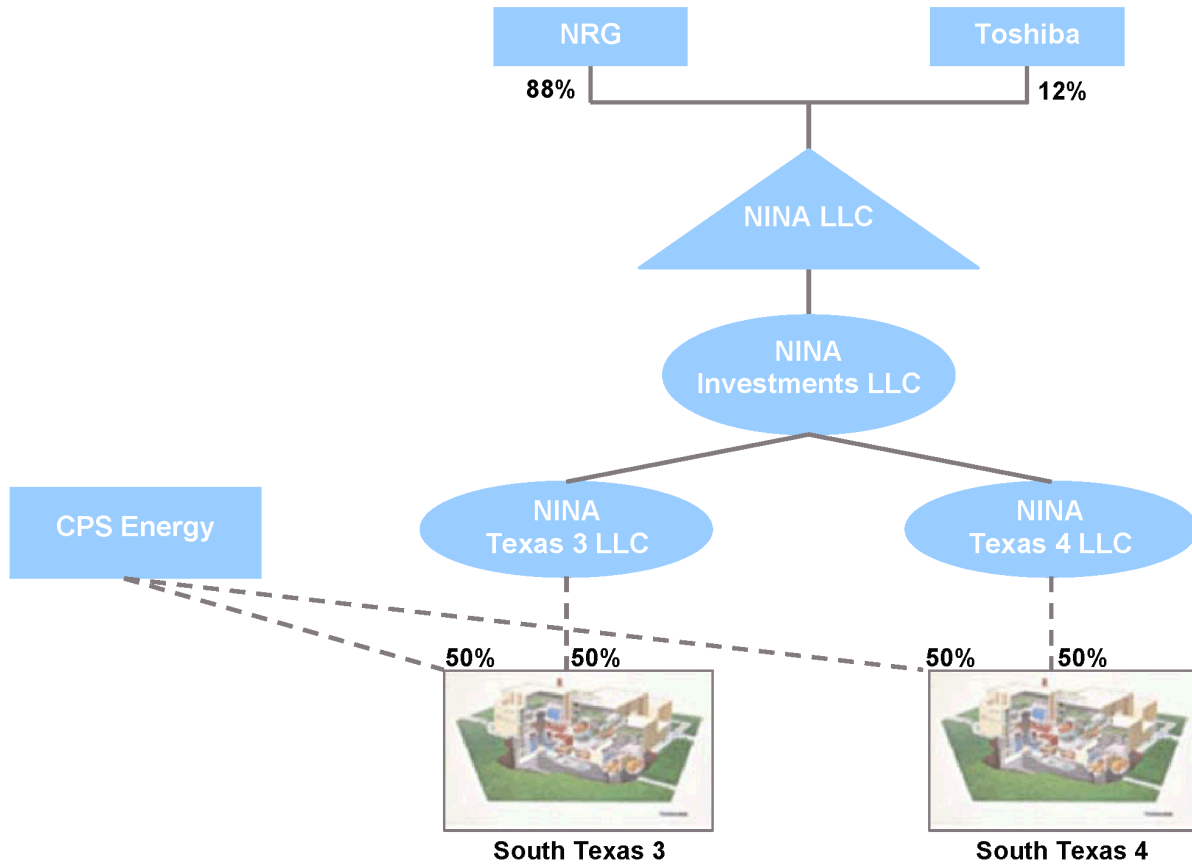 NRG
Toshiba
88%
12%
NINA LLC
NINA
Investments LLC
CPS Energy
NINA
Texas 3 LLC
NINA
Texas 4 LLC
50%
50%
50%
50%
South Texas 3
South Texas 4